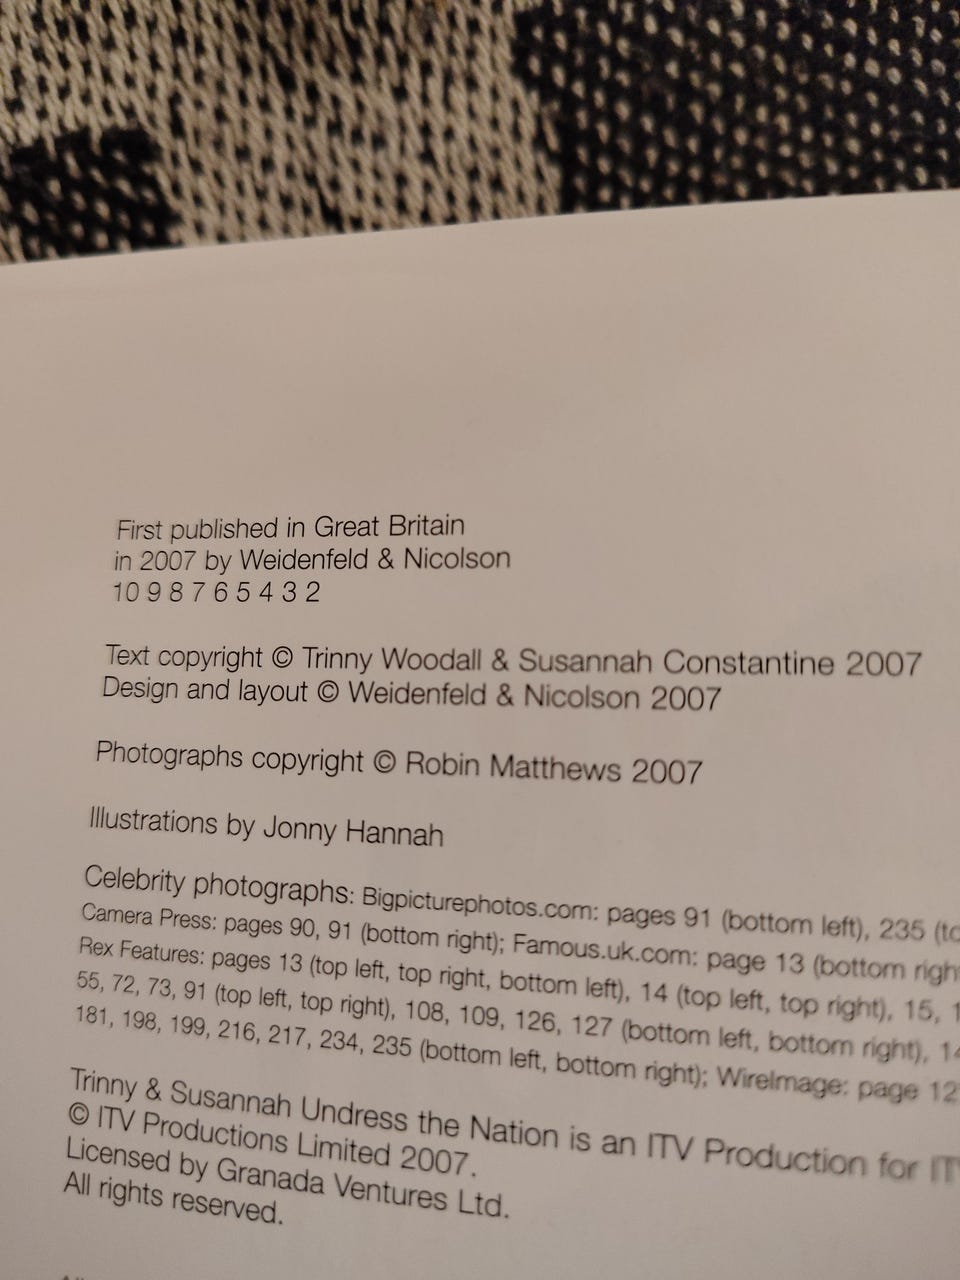 First published in Great Britain
in 2007 by Weidenfeld & Nicolson
10 9 8 7 6 5 4 3 2
Text copyright © Trinny Woodall & Susannah Constantine 2007
Design and layout © Weidenfeld & Nicolson 2007
Photographs copyright © Robin Matthews 2007
Illustrations by Jonny Hannah
Celebrity photographs: Bigpicturephotos.com: pages 91 (bottom left), 235
Camera Press: pages 90, 91 (bottom right); Famous.uk.com: page 13 (bottom
Rex Features: pages 13 (top left, top right, bottom left), 14 (top left, top right), 15,
55, 72, 73, 91 (top left, top right), 108, 109, 126, 127 (bottom left, bottom right),
181, 198, 199, 216, 217, 234, 235 (bottom left, bottom right); WireImage: page
Trinny & Susannah Undress the Nation is an ITV Production for
© ITV Productions Limited 2007.
Licensed by Granada Ventures Ltd.
All rights reserved.